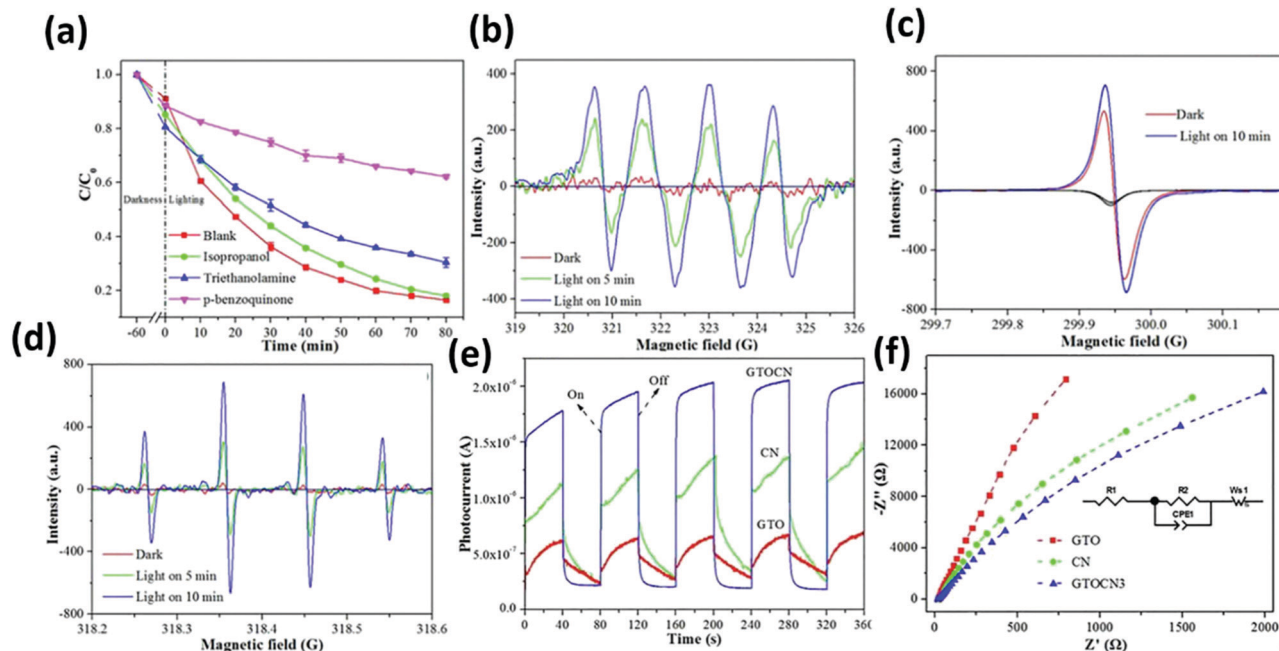 (a)
C/C0
1.0
0.8
0.6
0.4
0.2
Darkness
Lighting
Blank
Isopropanol
Triethanolamine
p-benzoquinone
-60 0 10 20 30 40 50 60 70 80
Time (min)
(b)
Intensity (a.u.)
400
200
0
-200
-400
Dark
Light on 5 min
Light on 10 min
319 320 321 322 323 324 325 326
Magnetic field (G)
(c)
Intensity (a.u.)
800
400
0
-400
-800
Dark
Light on 10 min
299.7 299.8 299.9 300.0 300.1
Magnetic field (G)
(d)
Intensity (a.u.)
800
400
0
-400
-800
Dark
Light on 5 min
Light on 10 min
318.2 318.3 318.4 318.5 318.6
Magnetic field (G)
(e)
Photocurrent (A)
2.0x10-6
1.5x10-6
1.0x10-6
5.0x10-7
0.0
On
Off
GTOCN
CN
GTO
0 40 80 120 160 200 240 280 320 360
Time (s)
(f)
-Z'' (Ω)
16000
12000
8000
4000
0
R1
R2
Ws1
CPE1
GTO
CN
GTOCN3
0 500 1000 1500 2000
Z' (Ω)